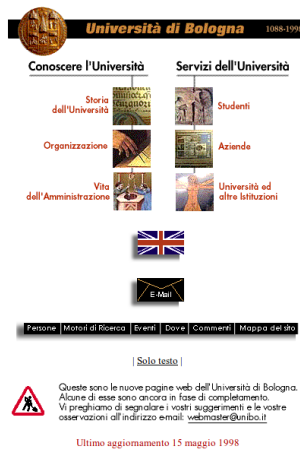 Università di Bologna 1088-1998
Conoscere l'Università Servizi dell'Università
Storia
dell'Università
Studenti
Organizzazione
Aziende
Vita
dell'Amministrazione
Università ed
altre Istituzioni
E-Mail
Persone | Motori di Ricerca | Eventi | Dove | Commenti | Mappa del sito
| Solo testo |
Queste sono le nuove pagine web dell'Università di Bologna.
Alcune di esse sono ancora in fase di completamento.
Vi preghiamo di segnalare i vostri suggerimenti e le vostre
osservazioni all'indirizzo e-mail: webmaster@unibo.it
Ultimo aggiornamento 15 maggio 1998